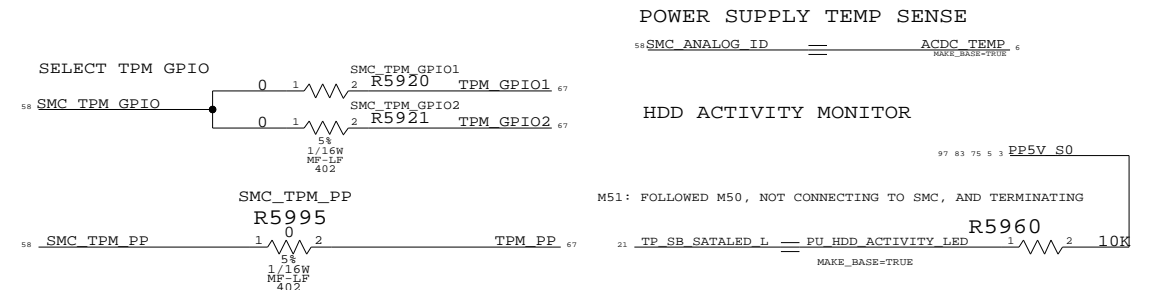 SELECT TPM GPIO
58 SMC_TPM_GPIO
SMC_TPM_GPIO1
0 1 2 R5920 TPM_GPIO1 67
SMC_TPM_GPIO2
0 1 2 R5921 TPM_GPIO2 67
5%
1/16W
MF-LF
402
SMC_TPM_PP
R5995
0
58 SMC_TPM_PP 1 2 TPM_PP 67
5%
1/16W
MF-LF
402
POWER SUPPLY TEMP SENSE
58 SMC_ANALOG_ID ACDC_TEMP 6
MAKE_BASE=TRUE
HDD ACTIVITY MONITOR
97 83 75 5 3 PP5V_S0
M51: FOLLOWED M50, NOT CONNECTING TO SMC, AND TERMINATING
R5960
21 TP_SB_SATALED_L PU_HDD_ACTIVITY_LED 1 2 10K
MAKE_BASE=TRUE